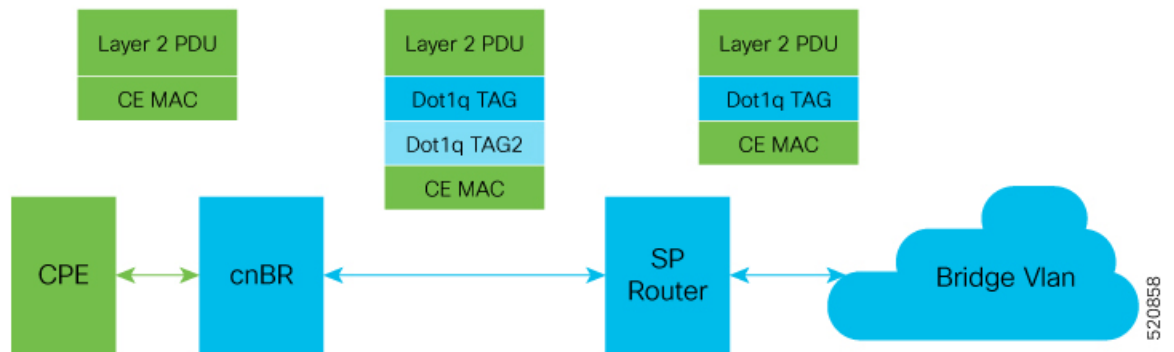 Layer 2 PDU
CE MAC
Layer 2 PDU
Dot1q TAG
Dot1q TAG2
CE MAC
Layer 2 PDU
Dot1q TAG
CE MAC
CPE
cnBR
SP
Router
Bridge Vlan
520858